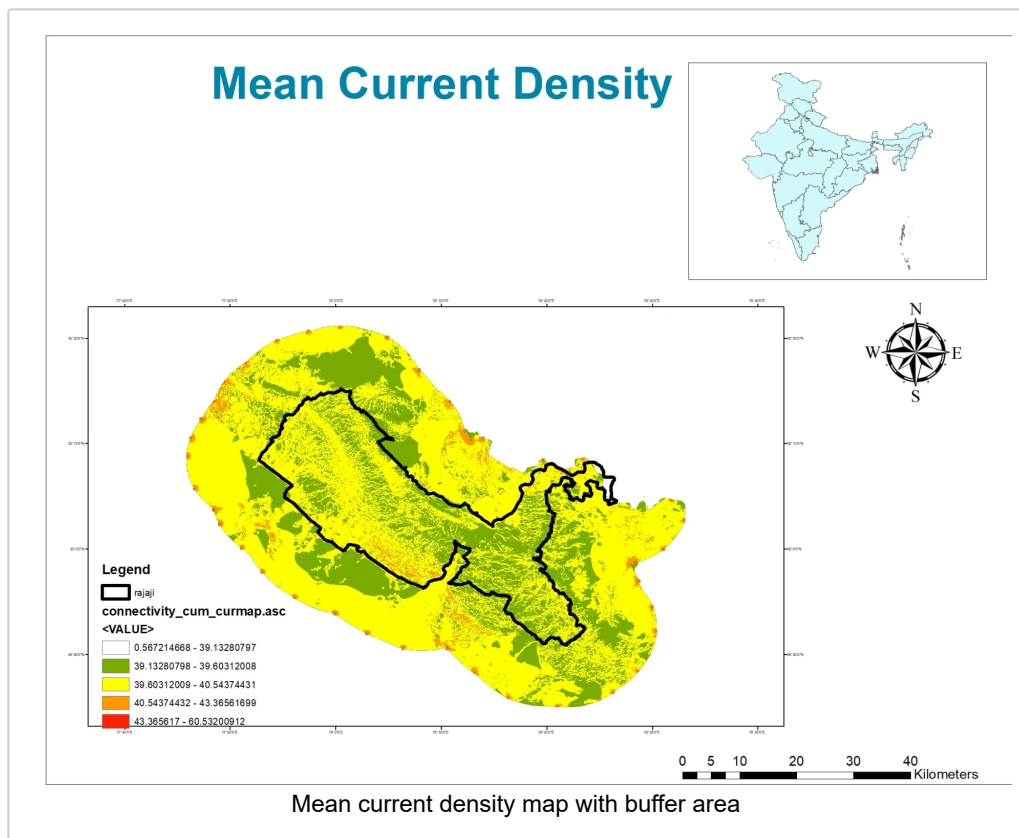 Mean Current Density
N
W
E
S
Legend
rajaji
connectivity_cum_curmap.asc
<VALUE>
0.567214668 - 39.13280797
39.13280798 - 39.60312008
39.60312009 - 40.54374431
40.54374432 - 43.36561699
43.365617 - 60.53200912
0 5 10 20 30 40
Kilometers
Mean current density map with buffer area